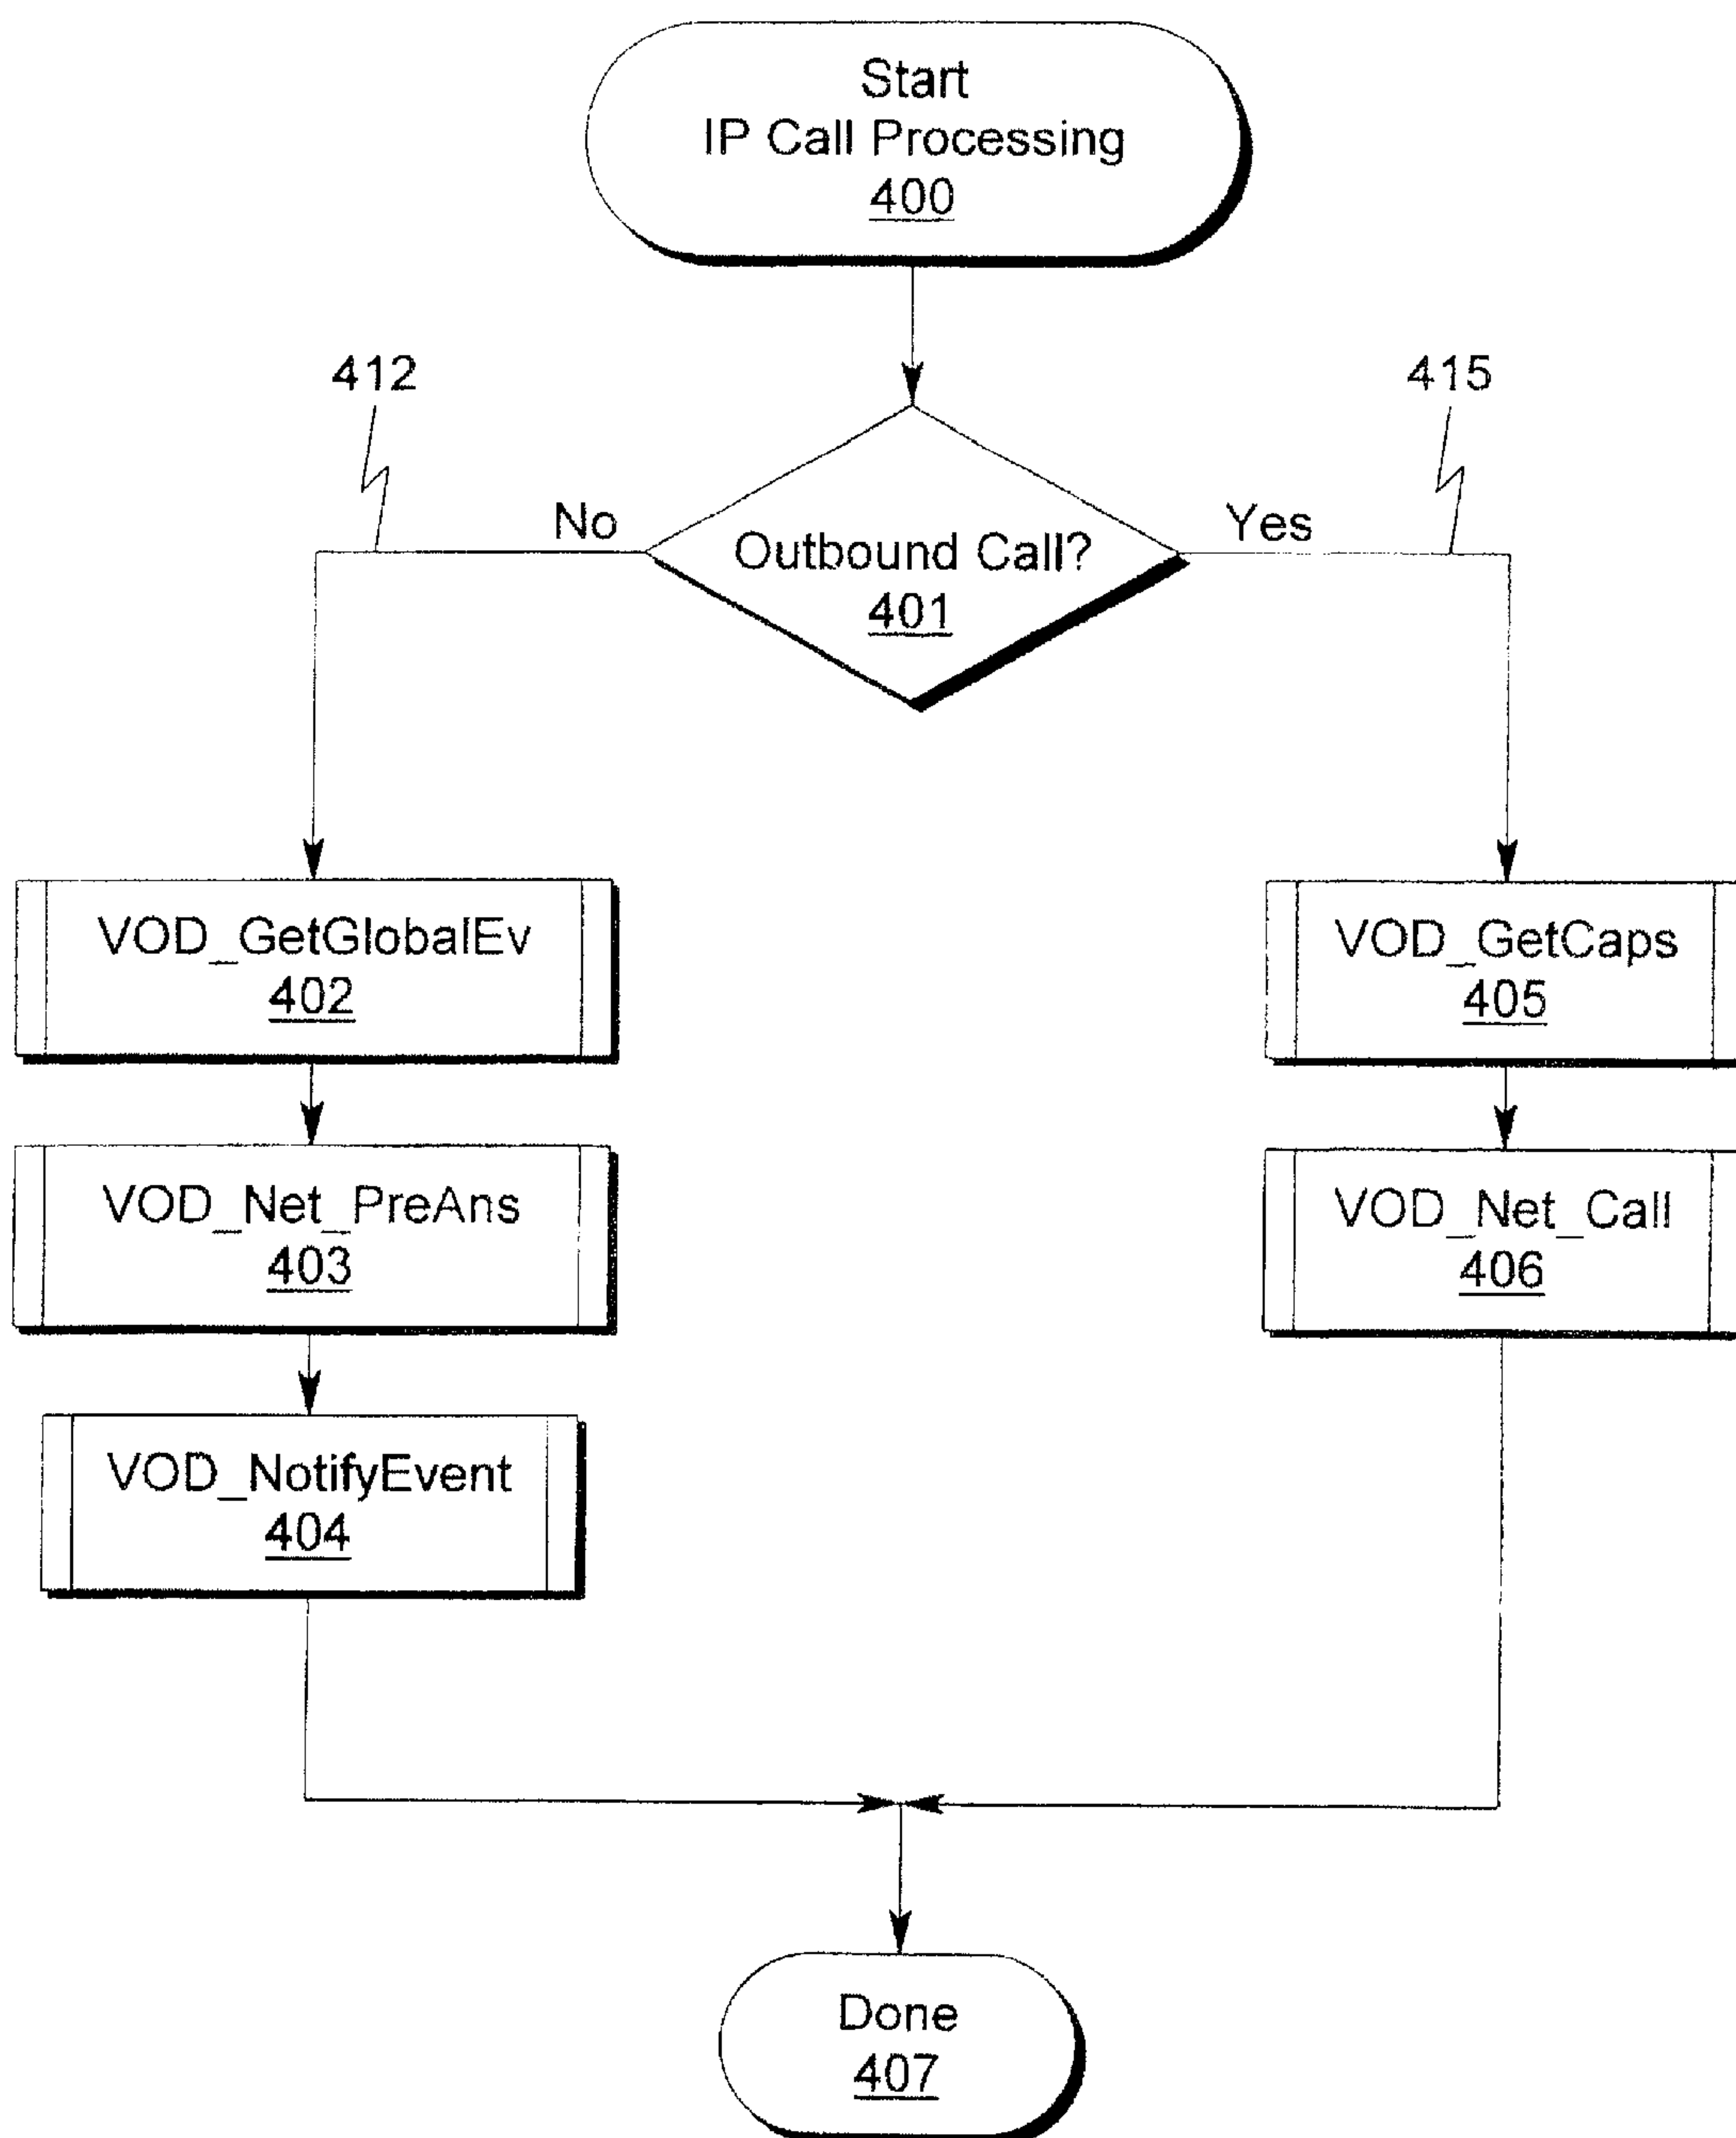 Start
IP Call Processing
400
412
415
No
Outbound Call?
Yes
401
VOD_GetGlobalEv
402
VOD_GetCaps
405
VOD_Net_PreAns
403
VOD_Net_Call
406
VOD_NotifyEvent
404
Done
407